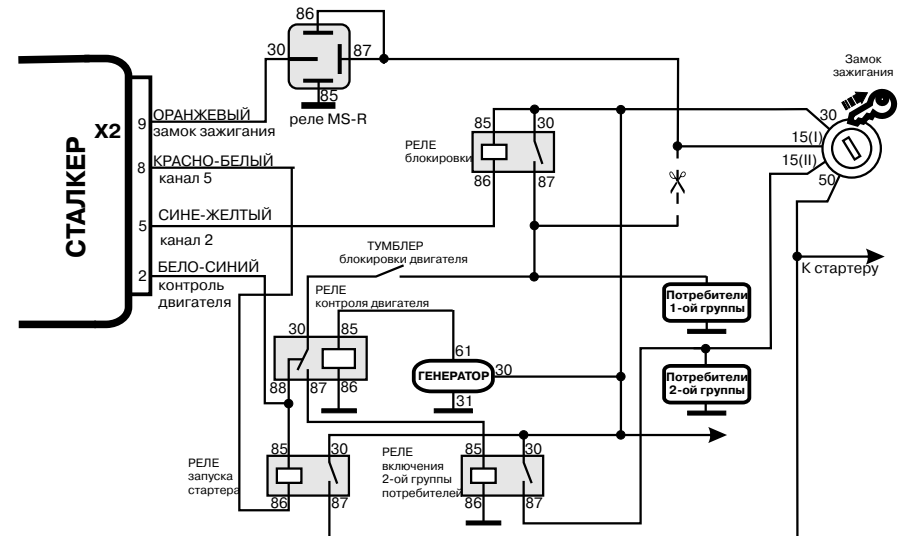 СТАЛКЕР
X2
9
ОРАНЖЕВЫЙ
замок зажигания
8
КРАСНО-БЕЛЫЙ
канал 5
5
СИНЕ-ЖЕЛТЫЙ
канал 2
2
БЕЛО-СИНИЙ
контроль
двигателя
86
30
87
85
реле MS-R
РЕЛЕ
блокировки
85
30
86
87
Замок
зажигания
30
15(I)
15(II)
50
К стартеру
ТУМБЛЕР
блокировки двигателя
РЕЛЕ
контроля двигателя
30
85
88
87
86
61
ГЕНЕРАТОР
30
31
Потребители
1-ой группы
Потребители
2-ой группы
РЕЛЕ
запуска
стартера
85
30
86
87
РЕЛЕ
включения
2-ой группы
потребителей
85
30
86
87